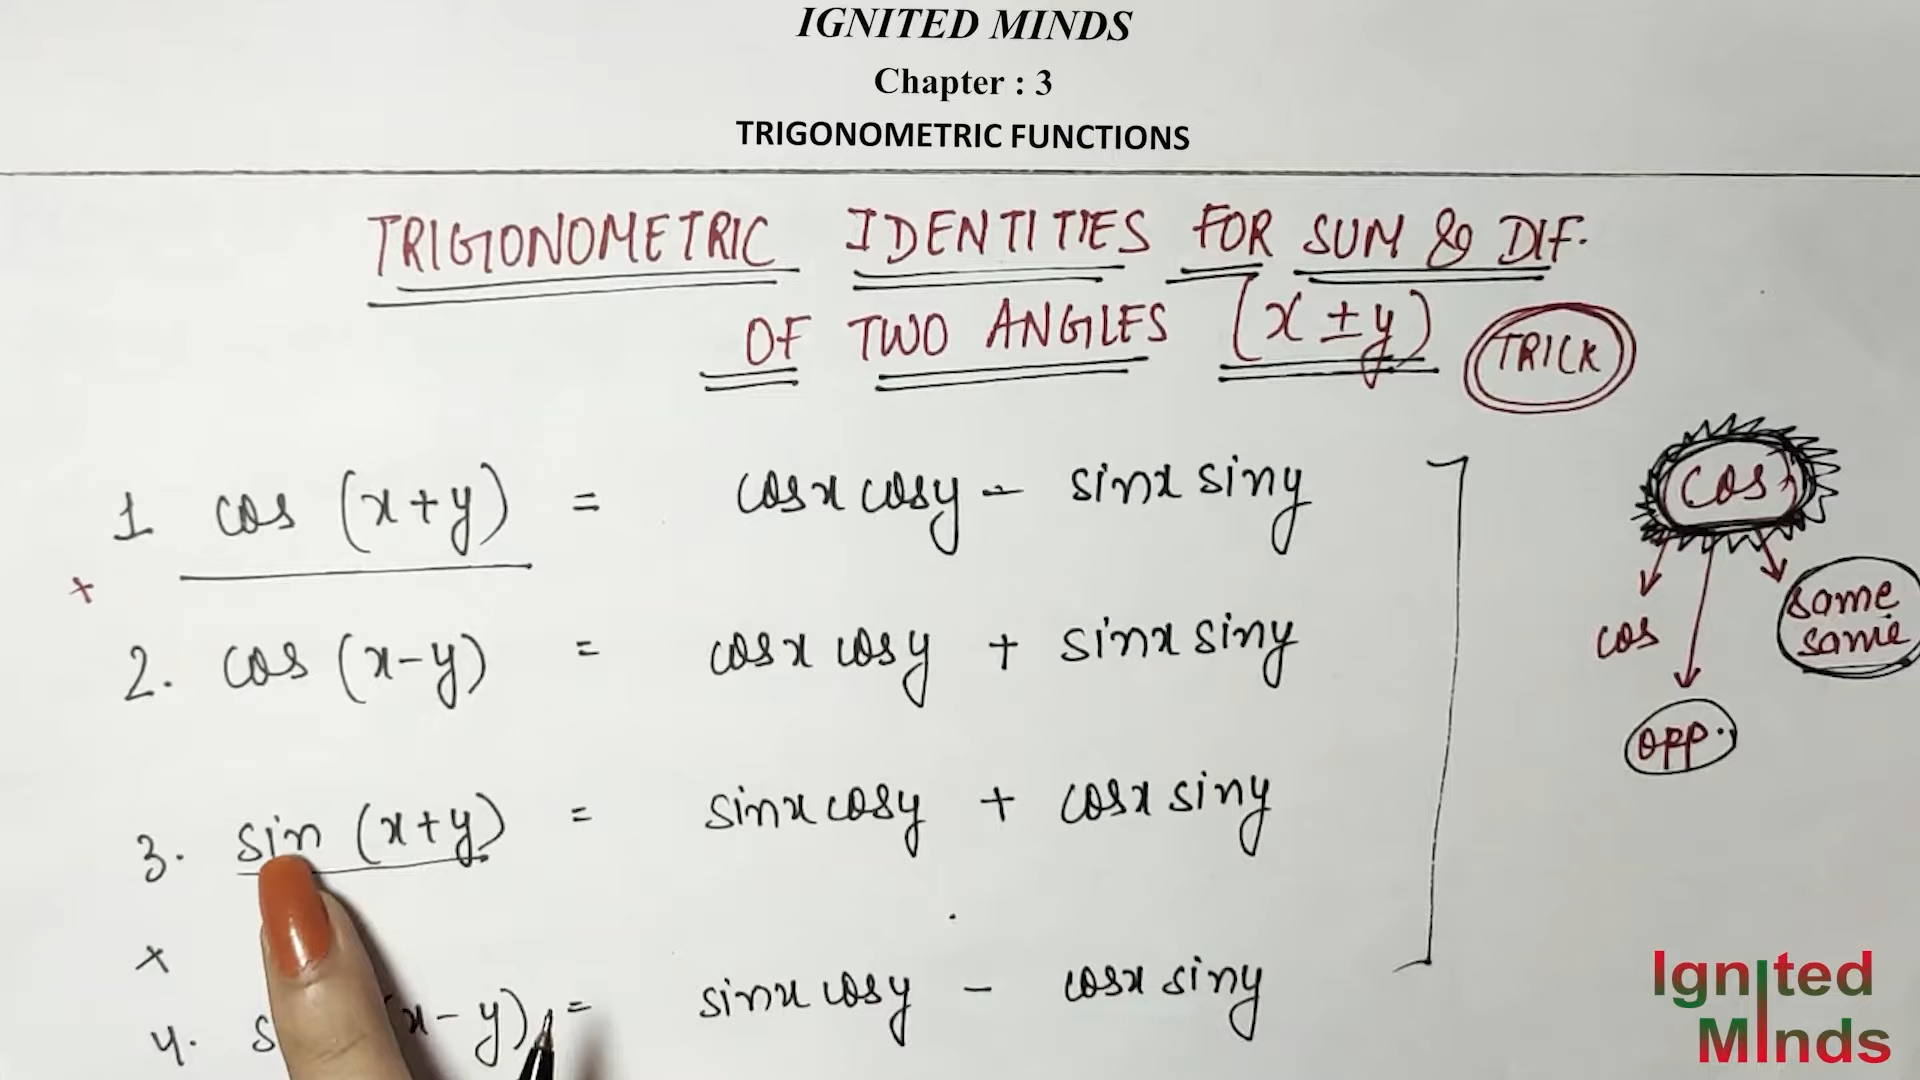 IGNITED MINDS
Chapter : 3
TRIGONOMETRIC FUNCTIONS
TRIGONOMETRIC IDENTITIES FOR SUM & DIF.
OF TWO ANGLES (x ± y) TRICK
1 cos (x+y) = cosx cosy - sinx siny
+
2. cos (x-y) = cosx cosy + sinx siny
3. sin (x+y) = sinx cosy + cosx siny
+
4. s (x-y) = sinx cosy - cosx siny
cos
cos
same
same
opp.
Ignited
Minds